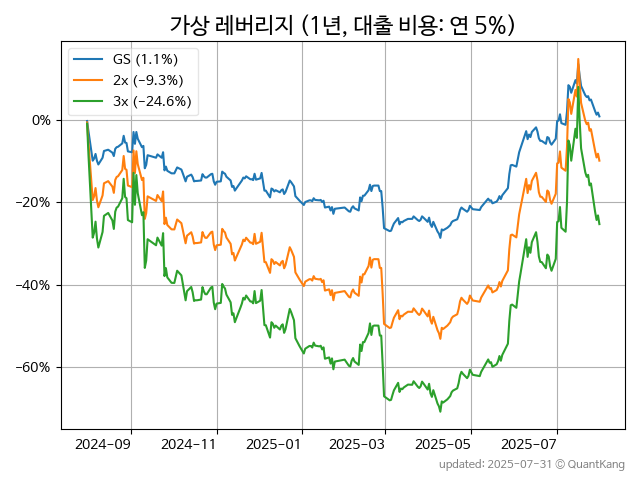 가상 레버리지 (1년, 대출 비용: 연 5%)
GS (1.1%)
2x (−9.3%)
3x (−24.6%)
0%
−20%
−40%
−60%
2024−09 2024−11 2025−01 2025−03 2025−05 2025−07
updated: 2025-07-31 © QuantKang